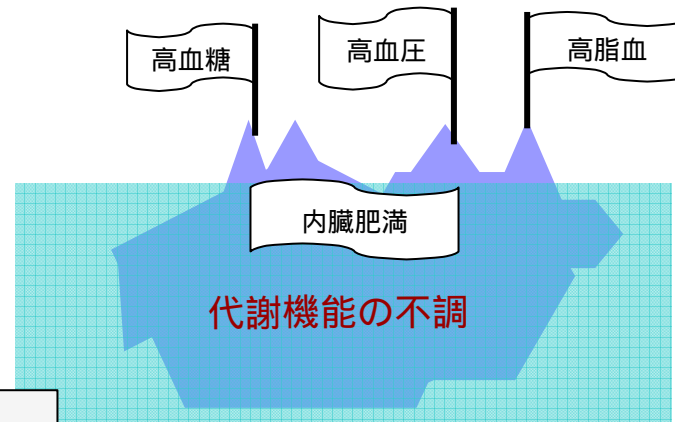 高血糖
高血圧
高脂血
内臓肥満
代謝機能の不調